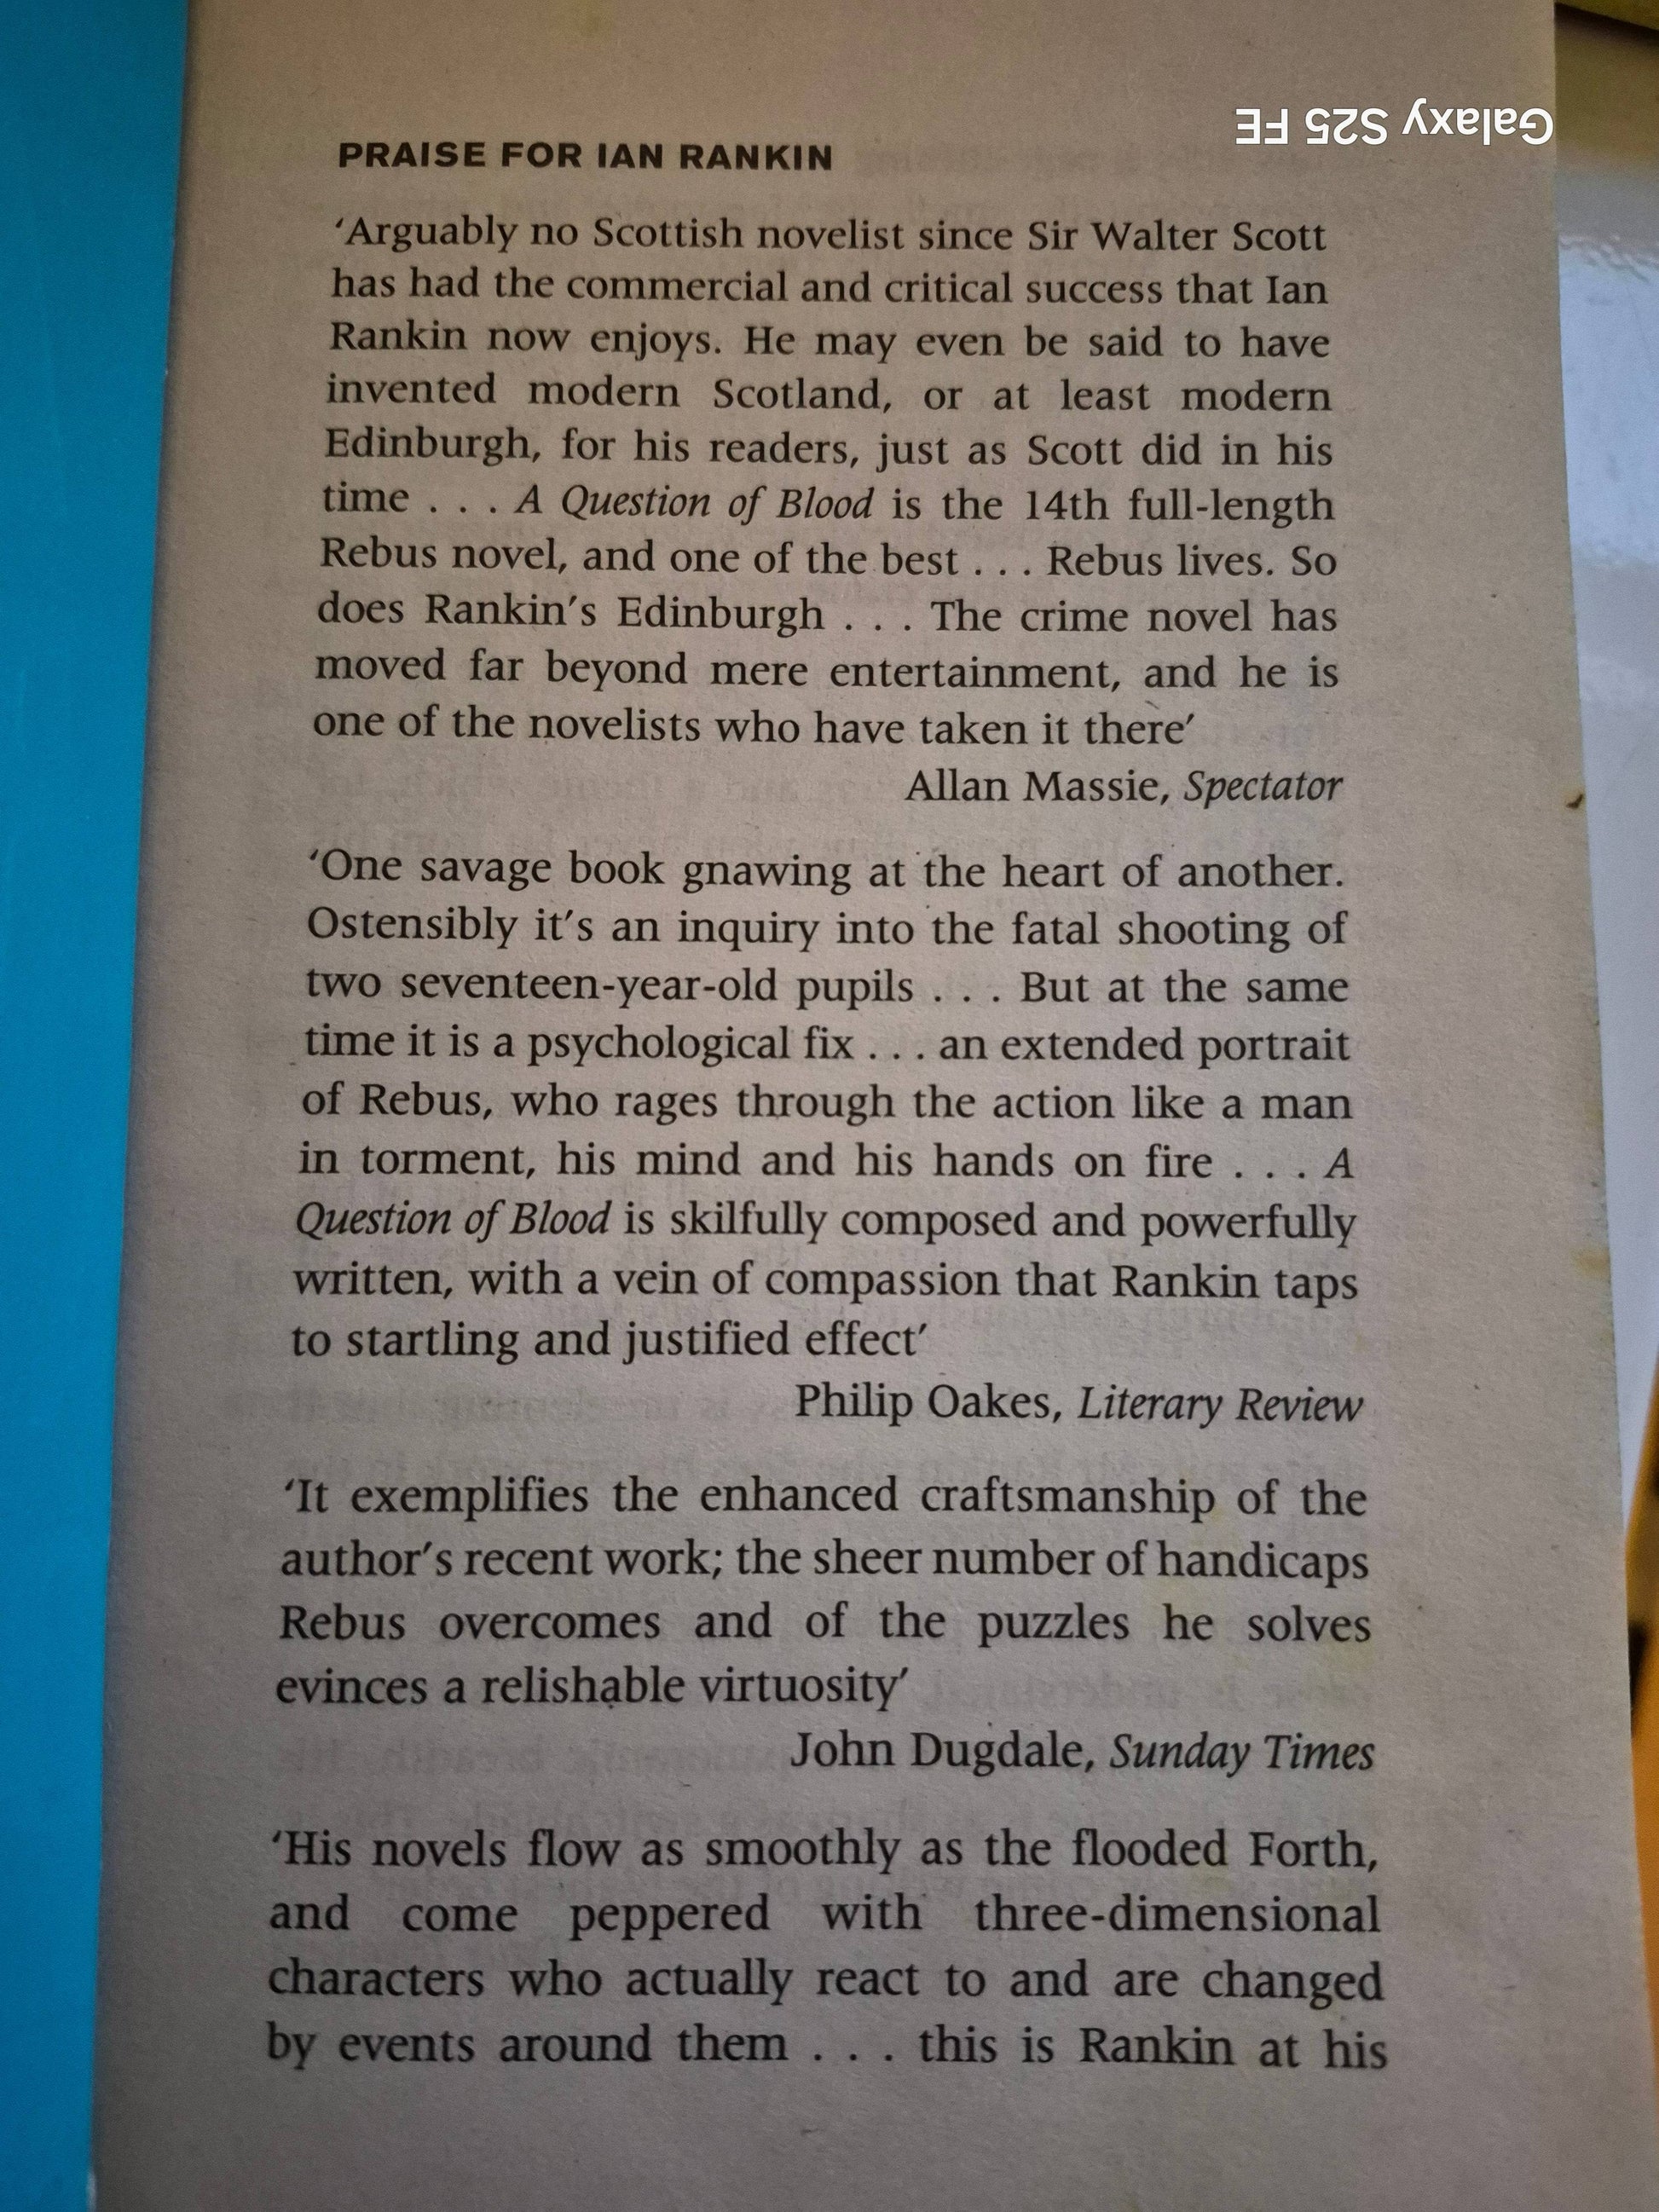 Galaxy S25 FE
PRAISE FOR IAN RANKIN
‘Arguably no Scottish novelist since Sir Walter Scott
has had the commercial and critical success that Ian
Rankin now enjoys. He may even be said to have
invented modern Scotland, or at least modern
Edinburgh, for his readers, just as Scott did in his
time . . . A Question of Blood is the 14th full-length
Rebus novel, and one of the best . . . Rebus lives. So
does Rankin’s Edinburgh . . . The crime novel has
moved far beyond mere entertainment, and he is
one of the novelists who have taken it there’
Allan Massie, Spectator
‘One savage book gnawing at the heart of another.
Ostensibly it’s an inquiry into the fatal shooting of
two seventeen-year-old pupils . . . But at the same
time it is a psychological fix . . . an extended portrait
of Rebus, who rages through the action like a man
in torment, his mind and his hands on fire . . . A
Question of Blood is skilfully composed and powerfully
written, with a vein of compassion that Rankin taps
to startling and justified effect’
Philip Oakes, Literary Review
‘It exemplifies the enhanced craftsmanship of the
author’s recent work; the sheer number of handicaps
Rebus overcomes and of the puzzles he solves
evinces a relishable virtuosity’
John Dugdale, Sunday Times
‘His novels flow as smoothly as the flooded Forth,
and come peppered with three-dimensional
characters who actually react to and are changed
by events around them . . . this is Rankin at his